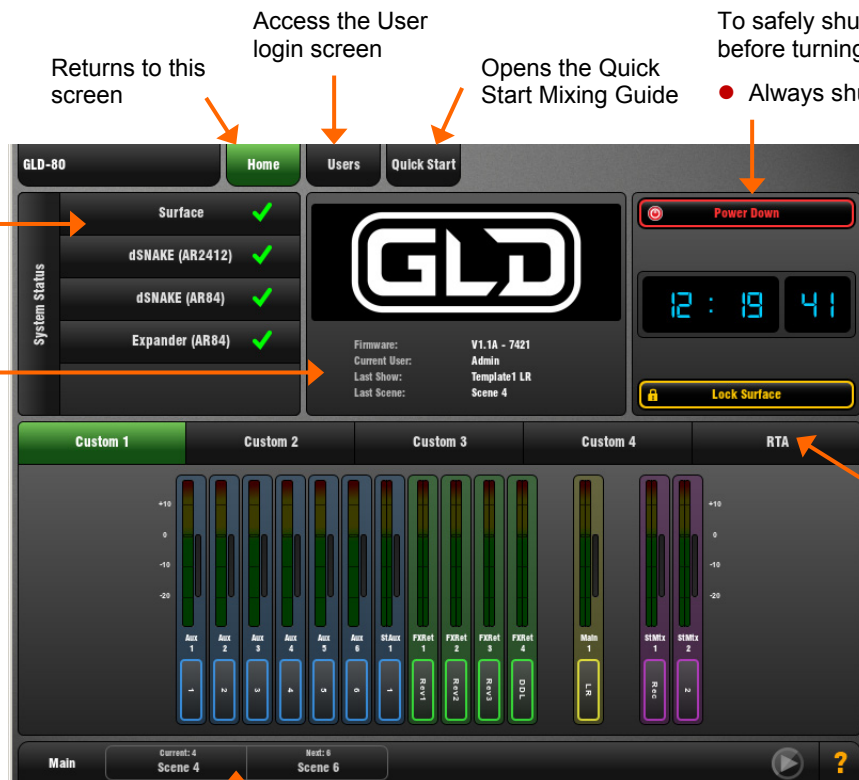 Access the User
login screen
Returns to this
screen
Opens the Quick
Start Mixing Guide
To safely shu
before turning
Always shu
GLD-80
Home
Users
Quick Start
System Status
Surface
dSNAKE (AR2412)
dSNAKE (AR84)
Expander (AR84)
GLD
Firmware: V1.1A - 7421
Current User: Admin
Last Show: Template1 LR
Last Scene: Scene 4
Power Down
12 : 19 41
Lock Surface
Custom 1 Custom 2 Custom 3 Custom 4 RTA
+10 +10
0 0
-10 -10
-20 -20
Aux 1 Aux 2 Aux 3 Aux 4 Aux 5 Aux 6 StAux 1 FXRet 1 FXRet 2 FXRet 3 FXRet 4 Main 1 StMtx 1 StMtx 2
1 2 3 4 5 6 1 Rev1 Rev2 Rev3 DDL LR Rec 2
Main
Current: 4
Scene 4
Next: 6
Scene 6
?